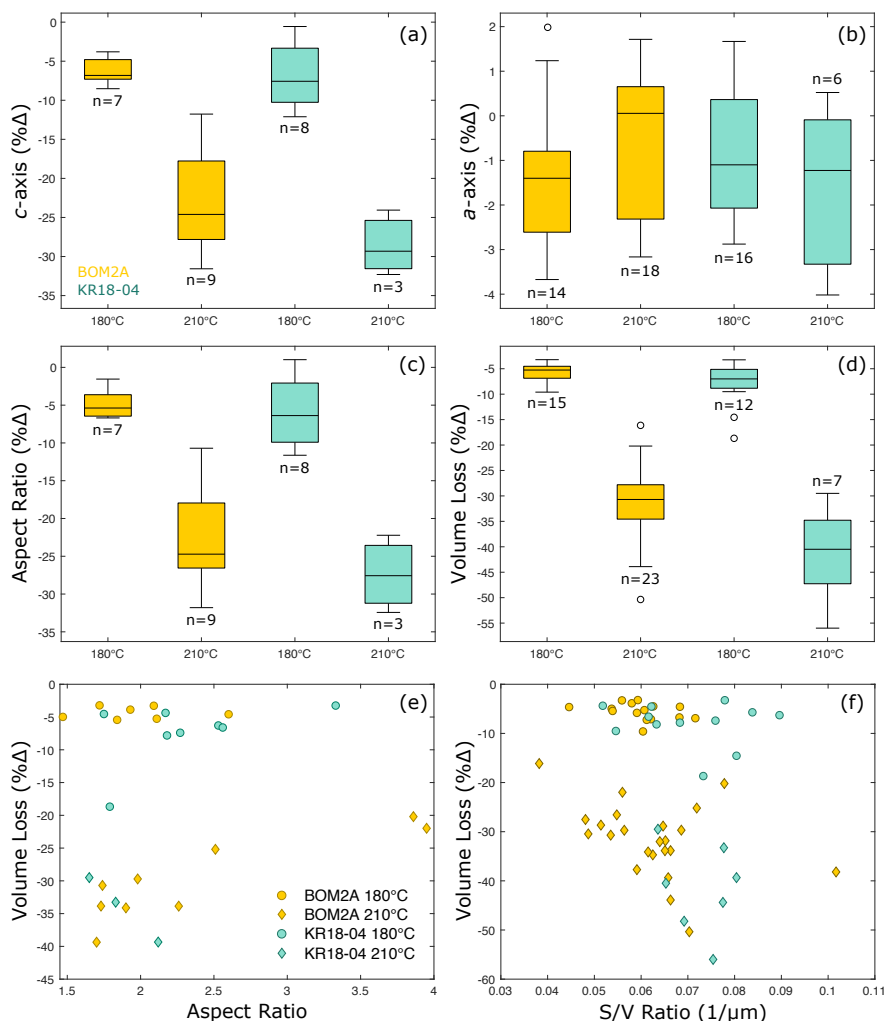 (a)
c-axis (%Δ)
0
-5
-10
-15
-20
-25
-30
-35
n=7
n=9
n=8
n=3
BOM2A
KR18-04
180°C
210°C
180°C
210°C
(b)
a-axis (%Δ)
2
1
0
-1
-2
-3
-4
n=14
n=18
n=16
n=6
180°C
210°C
180°C
210°C
(c)
Aspect Ratio (%Δ)
0
-5
-10
-15
-20
-25
-30
-35
n=7
n=9
n=8
n=3
180°C
210°C
180°C
210°C
(d)
Volume Loss (%Δ)
-5
-10
-15
-20
-25
-30
-35
-40
-45
-50
-55
n=15
n=23
n=12
n=7
180°C
210°C
180°C
210°C
(e)
Volume Loss (%Δ)
0
-5
-10
-15
-20
-25
-30
-35
-40
-45
BOM2A 180°C
BOM2A 210°C
KR18-04 180°C
KR18-04 210°C
1.5
2
2.5
3
3.5
4
Aspect Ratio
(f)
Volume Loss (%Δ)
0
-10
-20
-30
-40
-50
-60
0.03
0.04
0.05
0.06
0.07
0.08
0.09
0.1
0.11
S/V Ratio (1/μm)